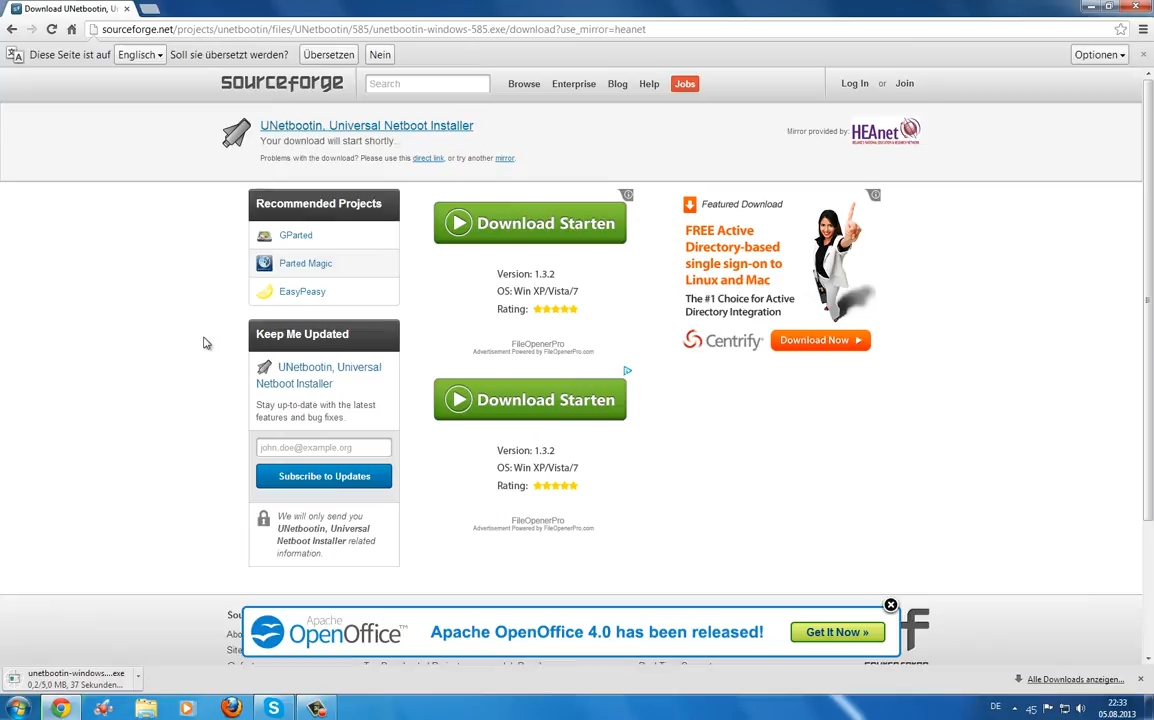 Download UNetbootin, U
sourceforge.net/projects/unetbootin/files/UNetbootin/585/unetbootin-windows-585.exe/download?use_mirror=heanet
Diese Seite ist auf Englisch Soll sie übersetzt werden? Übersetzen Nein Optionen
sourceforge Search Browse Enterprise Blog Help Jobs Log In or Join
UNetbootin, Universal Netboot Installer
Your download will start shortly...
Problems with the download? Please use this direct link, or try another mirror.
Mirror provided by: HEAnet
Recommended Projects
GParted
Parted Magic
EasyPeasy
Keep Me Updated
UNetbootin, Universal
Netboot Installer
Stay up-to-date with the latest
features and bug fixes.
john.doe@example.org
Subscribe to Updates
We will only send you
UNetbootin, Universal
Netboot Installer related
information.
Download Starten
Version: 1.3.2
OS: Win XP/Vista/7
Rating:
FileOpenerPro
Advertisement Powered by FileOpenerPro.com
Download Starten
Version: 1.3.2
OS: Win XP/Vista/7
Rating:
FileOpenerPro
Advertisement Powered by FileOpenerPro.com
Featured Download
FREE Active
Directory-based
single sign-on to
Linux and Mac
The #1 Choice for Active
Directory Integration
Centrify Download Now
Apache
OpenOffice™ Apache OpenOffice 4.0 has been released! Get It Now »
unetbootin-windows....exe
0,2/5,0 MB, 37 Sekunden...
Alle Downloads anzeigen...
DE 45 22:33
05.08.2013